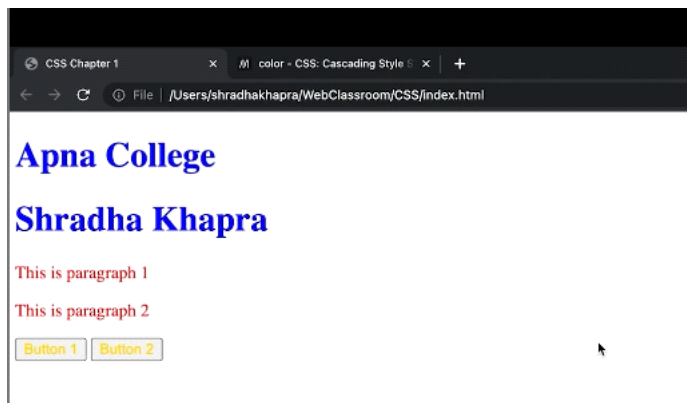 CSS Chapter 1
color - CSS: Cascading Style S
File
/Users/shradhakhapra/WebClassroom/CSS/index.html
Apna College
Shradha Khapra
This is paragraph 1
This is paragraph 2
Button 1 Button 2